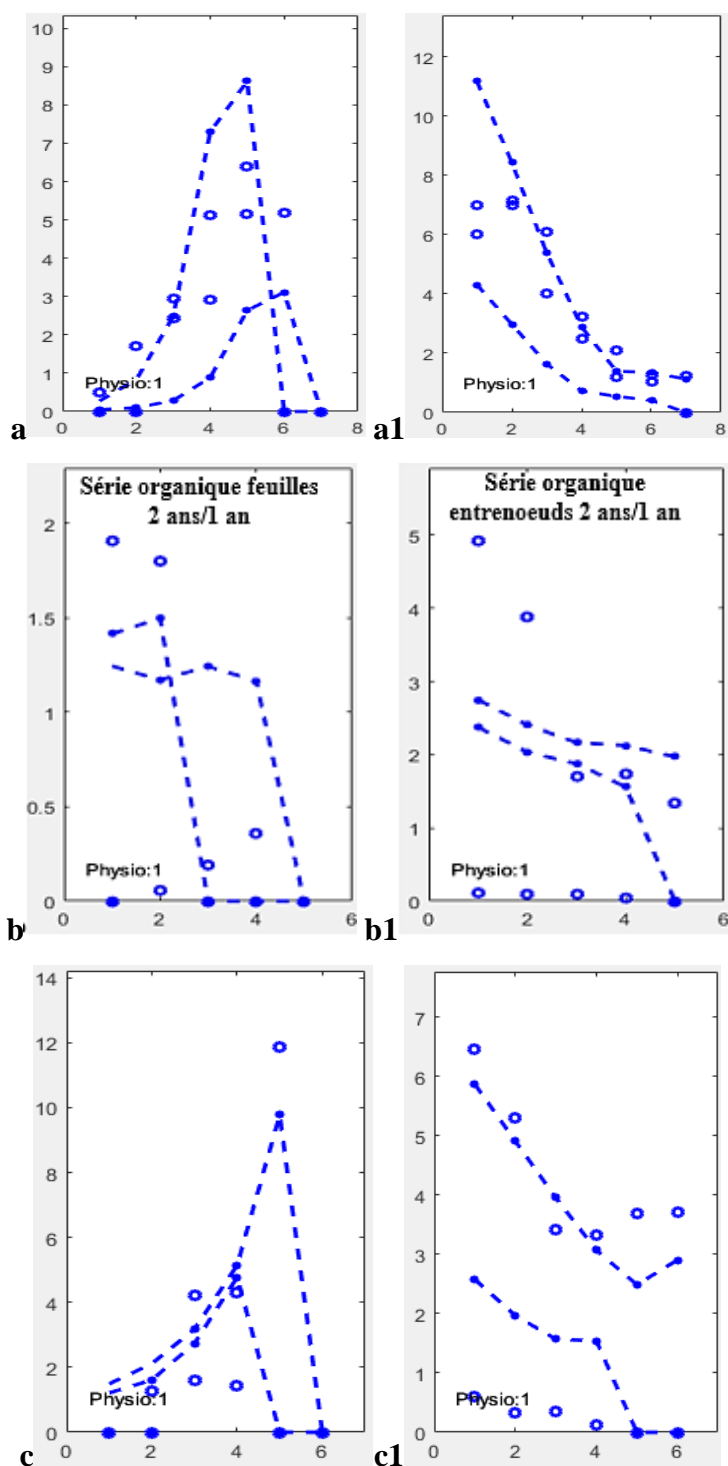 10
9
8
7
6
5
4
3
2
1
0
Physio:1
0 2 4 6 8
a
12
10
8
6
4
2
0
Physio:1
0 2 4 6 8
a1
Série organique feuilles
2 ans/1 an
2
1.5
1
0.5
0
Physio:1
0 2 4 6
b
Série organique
entrenoeuds 2 ans/1 an
5
4
3
2
1
0
Physio:1
0 2 4 6
b1
14
12
10
8
6
4
2
0
Physio:1
0 2 4 6
c
7
6
5
4
3
2
1
0
Physio:1
0 2 4 6
c1